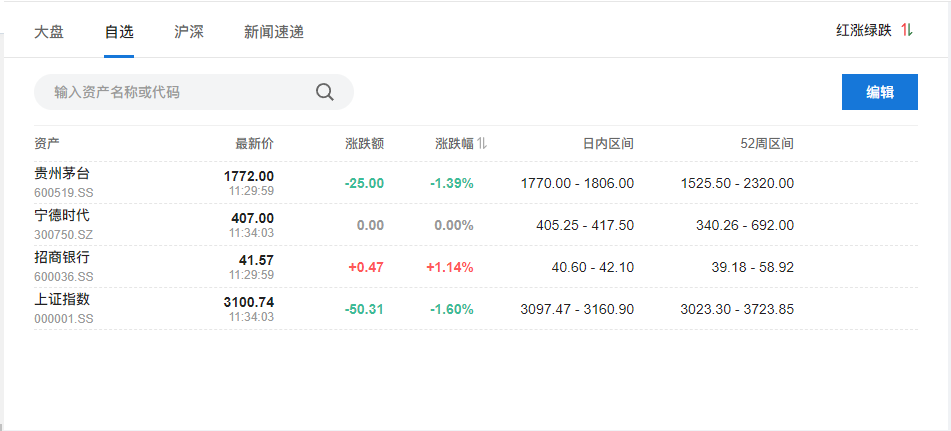 大盘 自选 沪深 新闻速递 红涨绿跌
输入资产名称或代码 编辑
资产 最新价 涨跌额 涨跌幅 日内区间 52周区间
贵州茅台 1772.00 -25.00 -1.39% 1770.00 - 1806.00 1525.50 - 2320.00
600519.SS 11:29:59
宁德时代 407.00 0.00 0.00% 405.25 - 417.50 340.26 - 692.00
300750.SZ 11:34:03
招商银行 41.57 +0.47 +1.14% 40.60 - 42.10 39.18 - 58.92
600036.SS 11:29:59
上证指数 3100.74 -50.31 -1.60% 3097.47 - 3160.90 3023.30 - 3723.85
000001.SS 11:34:03